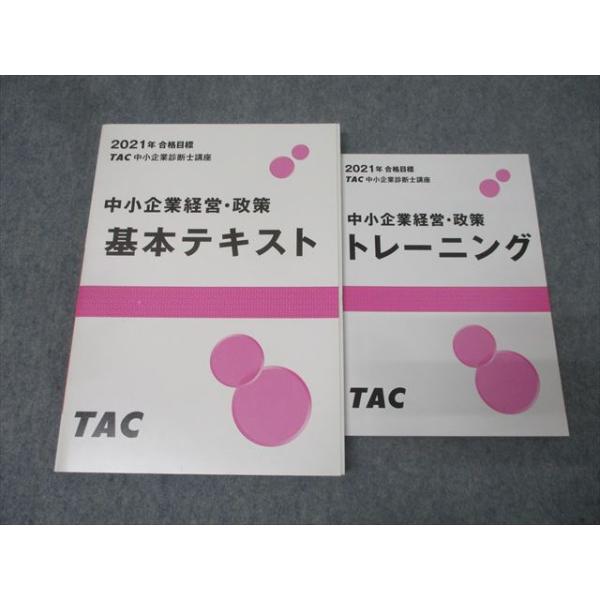 2021年 合格目標
TAC 中小企業診断士講座
中小企業経営・政策
基本テキスト
TAC
2021年 合格目標
TAC 中小企業診断士講座
中小企業経営・政策
トレーニング
TAC